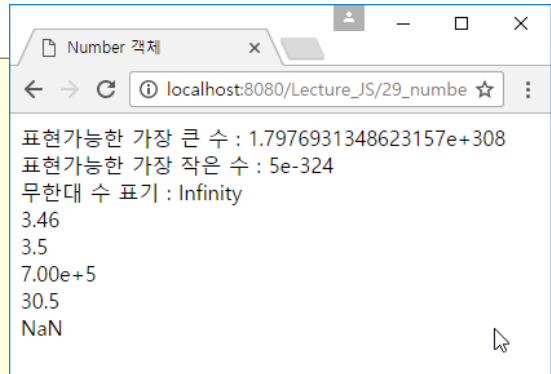 Number 객체
localhost:8080/Lecture_JS/29_numbe
표현가능한 가장 큰 수 : 1.7976931348623157e+308
표현가능한 가장 작은 수 : 5e-324
무한대 수 표기 : Infinity
3.46
3.5
7.00e+5
30.5
NaN